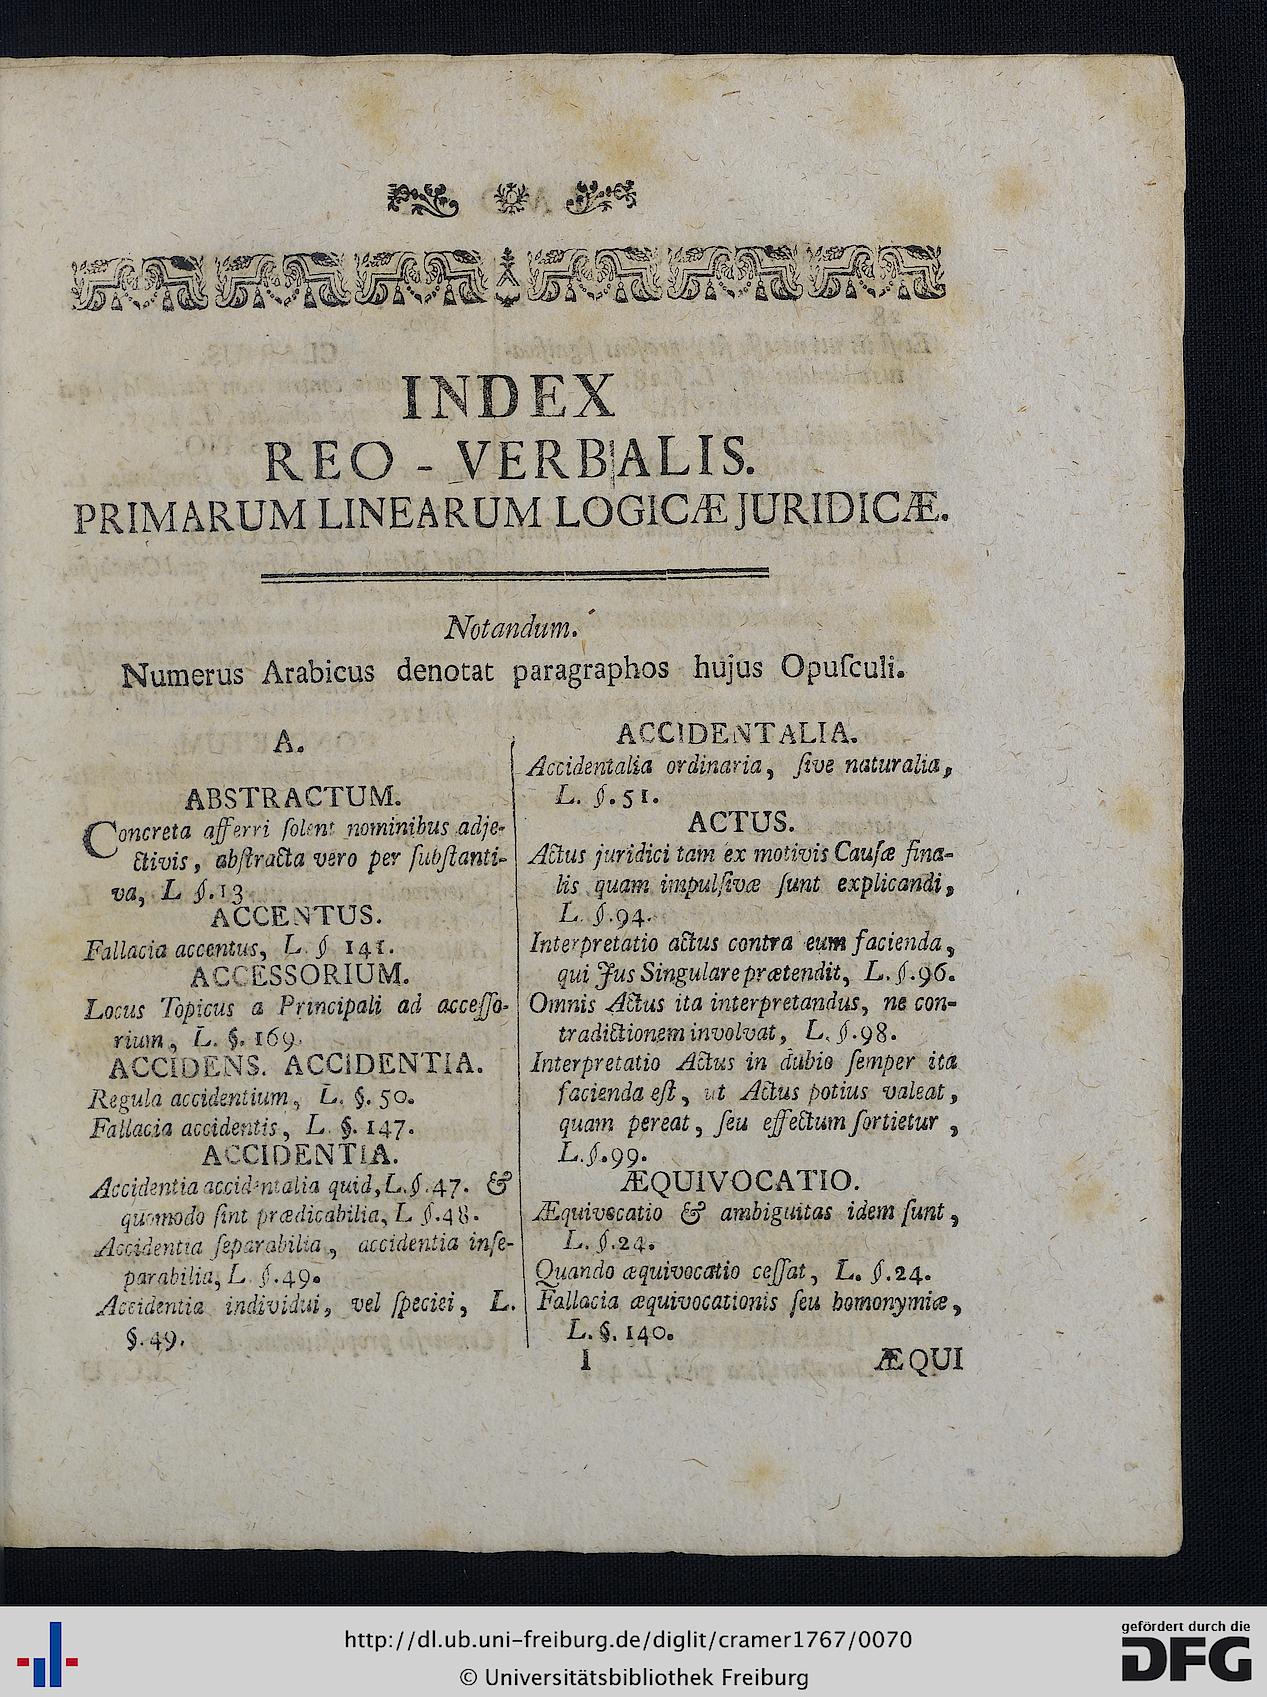 INDEX
REO - VERBALIS.
PRIMARUM LINEARUM LOGICÆ JURIDICÆ.
Notandum.
Numerus Arabicus denotat paragraphos hujus Opuſculi.
A.
ABSTRACTUM.
Concreta afferri ſolent nominibus adje-
ctivis, abſtracta vero per ſubſtanti-
va, L §.13
ACCENTUS.
Fallacia accentus, L. § 141.
ACCESSORIUM.
Locus Topicus a Principali ad acceſſo-
rium, L. §. 169.
ACCIDENS. ACCIDENTIA.
Regula accidentium, L. §. 50.
Fallacia accidentis, L. §. 147.
ACCIDENTIA.
Accidentia accidentalia quid, L.§.47. &
quomodo ſint prædicabilia, L §.48.
Accidentia ſeparabilia, accidentia inſe-
parabilia, L. §.49.
Accidentia individui, vel ſpeciei, L.
§.49.
ACCIDENTALIA.
Accidentalia ordinaria, ſive naturalia,
L. §.51.
ACTUS.
Actus juridici tam ex motivis Cauſæ fina-
lis quam impulſivæ ſunt explicandi,
L. §.94.
Interpretatio actus contra eum facienda,
qui Jus Singulare prætendit, L.§.96.
Omnis Actus ita interpretandus, ne con-
tradictionem involvat, L.§.98.
Interpretatio Actus in dubio ſemper ita
facienda eſt, ut Actus potius valeat,
quam pereat, ſeu effectum ſortietur,
L.§.99.
ÆQUIVOCATIO.
Æquivocatio & ambiguitas idem ſunt,
L.§.24.
Quando æquivocatio ceſſat, L. §.24.
Fallacia æquivocationis ſeu homonymiæ,
L.§. 140.
I ÆQUI
http://dl.ub.uni-freiburg.de/diglit/cramer1767/0070
© Universitätsbibliothek Freiburg
gefördert durch die
DFG